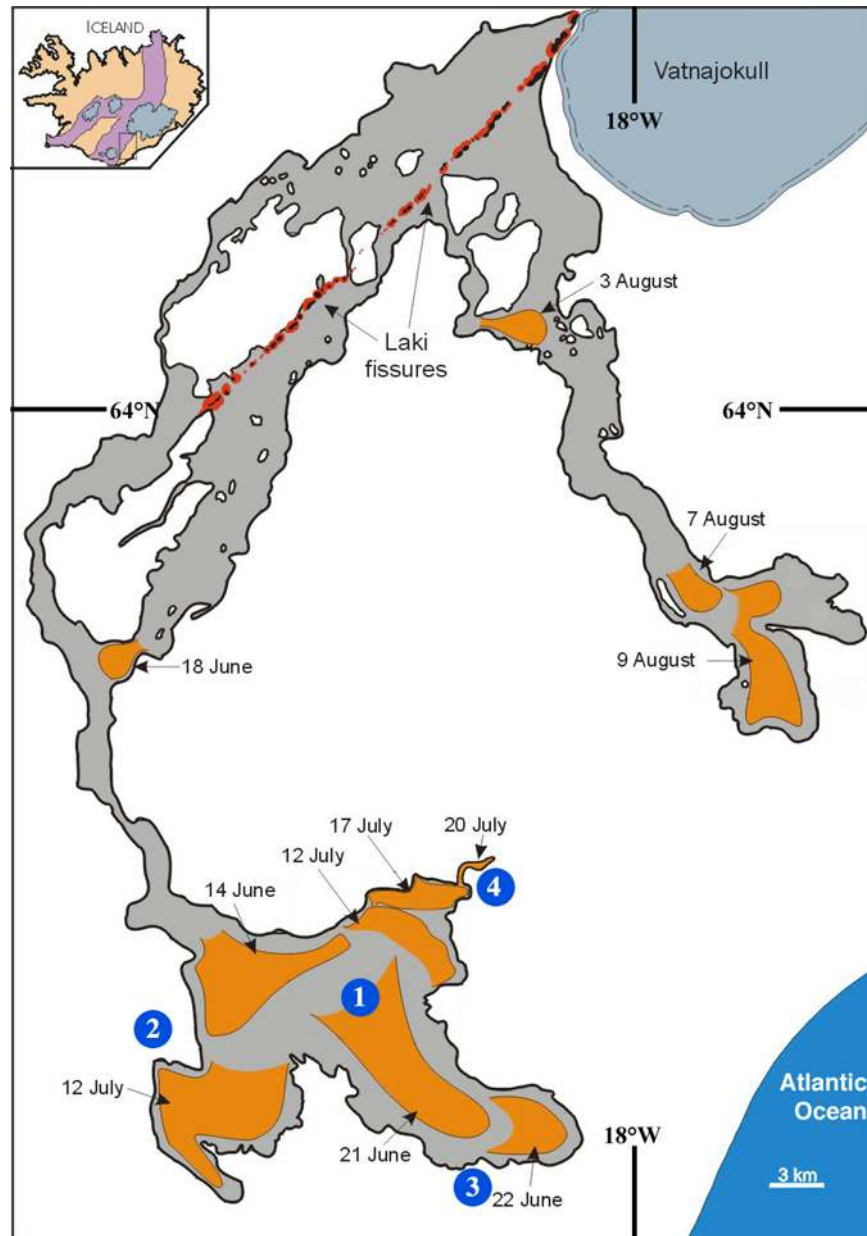 ICELAND
Vatnajokull
18°W
3 August
Laki
fissures
64°N
64°N
7 August
18 June
9 August
20 July
17 July
12 July
14 June
4
1
2
12 July
Atlantic
Ocean
21 June
18°W
3
22 June
3 km